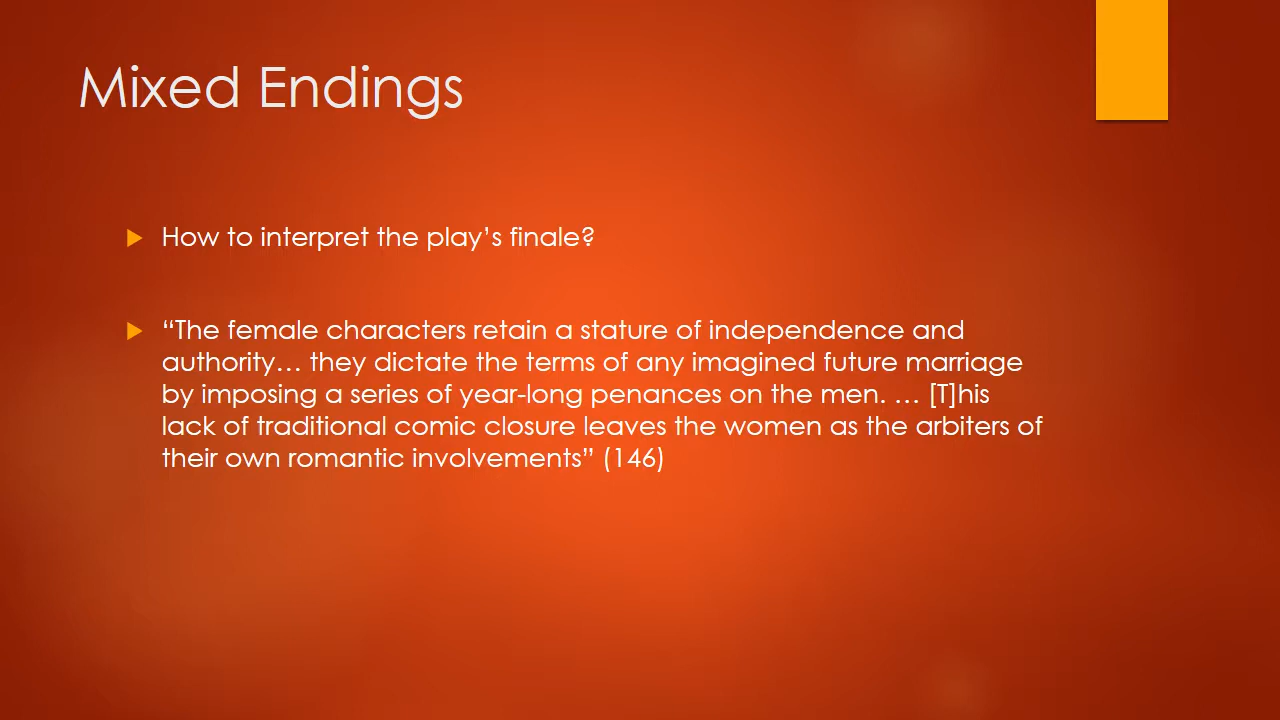 Mixed Endings
How to interpret the play’s finale?
“The female characters retain a stature of independence and
authority… they dictate the terms of any imagined future marriage
by imposing a series of year-long penances on the men. … [T]his
lack of traditional comic closure leaves the women as the arbiters of
their own romantic involvements” (146)